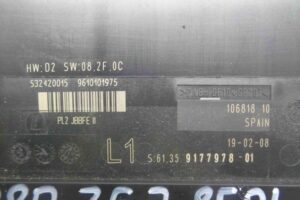 HW:02 SW:08.2F.0C
S32420015 9610101975
106818 10
PL2 JBBFE II
SPAIN
L1
19-02-08
S:61.35 9177978-01